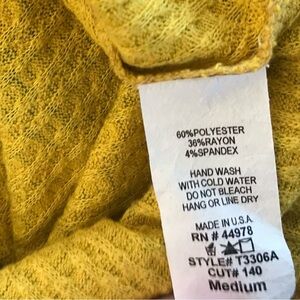 60%POLYESTER
36%RAYON
4%SPANDEX
HAND WASH
WITH COLD WATER
DO NOT BLEACH
HANG OR LINE DRY
MADE IN U.S.A
RN # 44978
STYLE# T3306A
CUT# 140
Medium